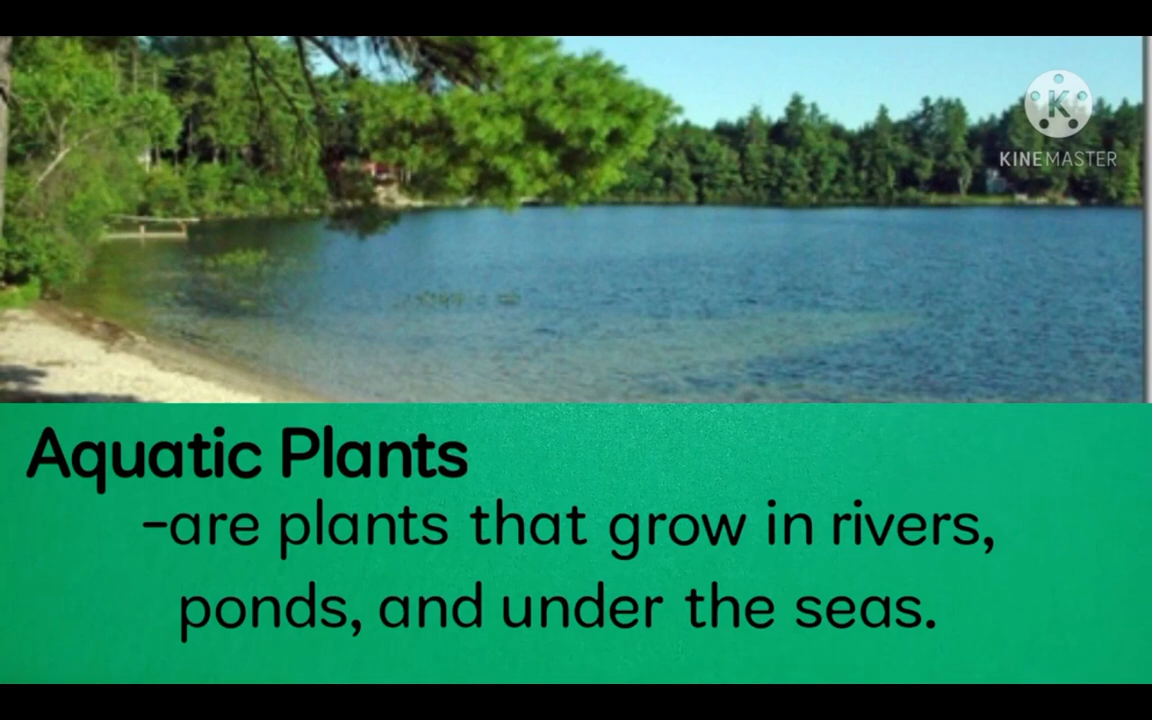 K
KINEMASTER
Aquatic Plants
-are plants that grow in rivers,
ponds, and under the seas.